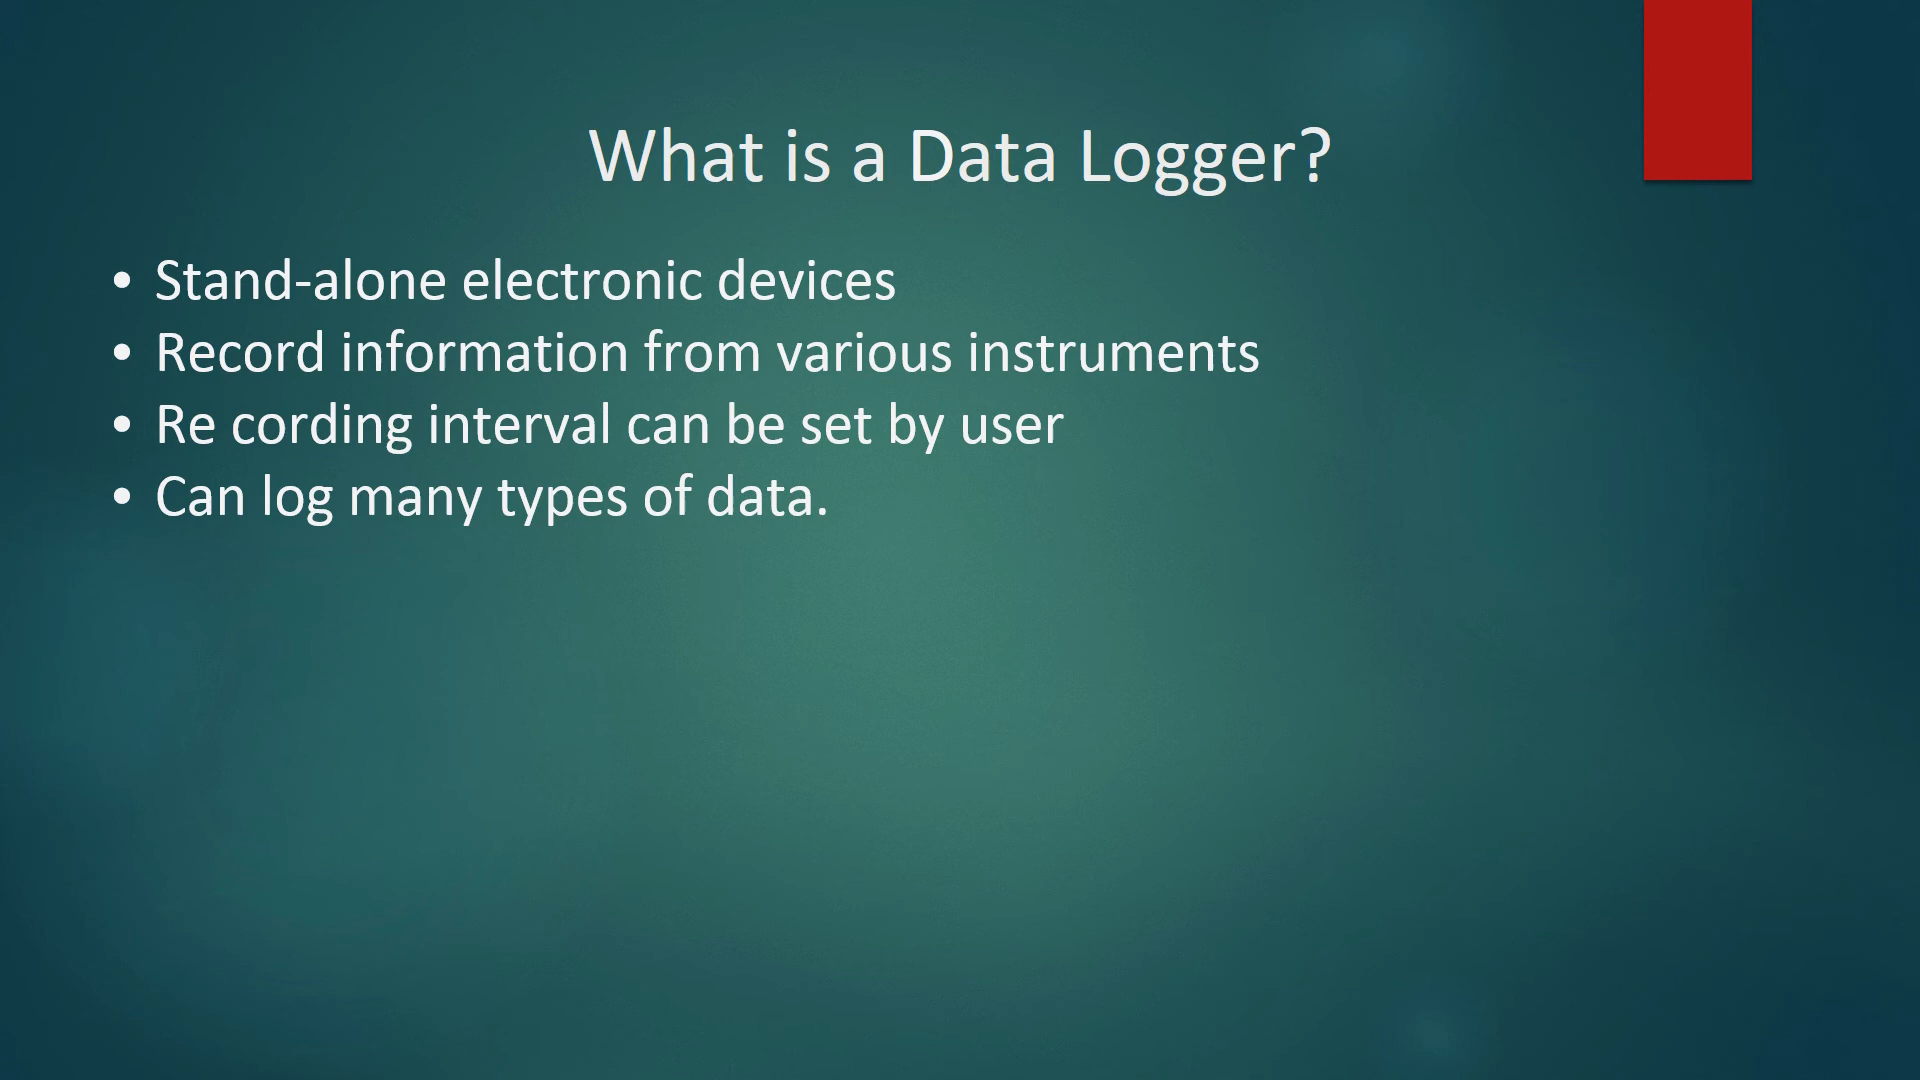 What is a Data Logger?
• Stand-alone electronic devices
• Record information from various instruments
• Re cording interval can be set by user
• Can log many types of data.